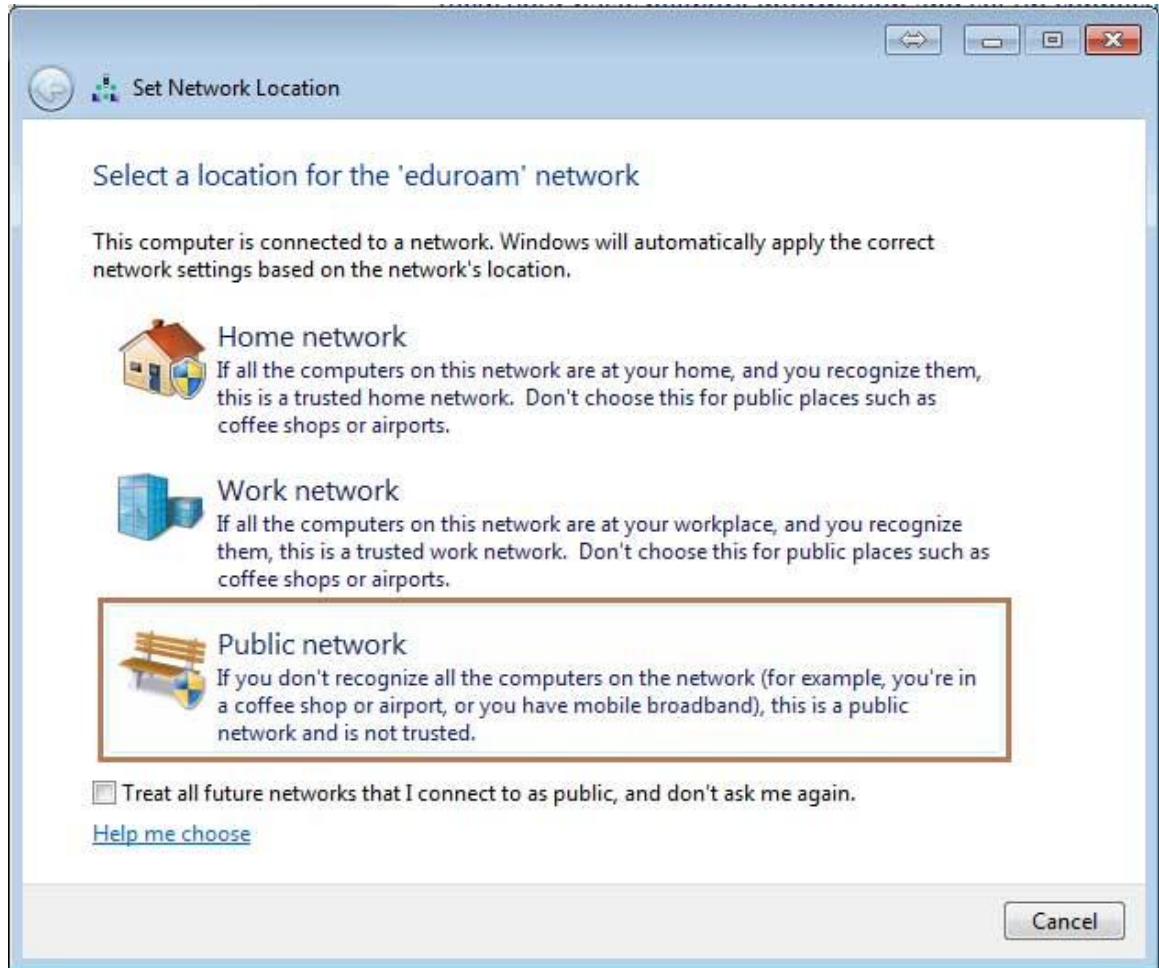 Set Network Location
Select a location for the 'eduroam' network
This computer is connected to a network. Windows will automatically apply the correct
network settings based on the network's location.
Home network
If all the computers on this network are at your home, and you recognize them,
this is a trusted home network. Don't choose this for public places such as
coffee shops or airports.
Work network
If all the computers on this network are at your workplace, and you recognize
them, this is a trusted work network. Don't choose this for public places such as
coffee shops or airports.
Public network
If you don't recognize all the computers on the network (for example, you're in
a coffee shop or airport, or you have mobile broadband), this is a public
network and is not trusted.
Treat all future networks that I connect to as public, and don't ask me again.
Help me choose
Cancel